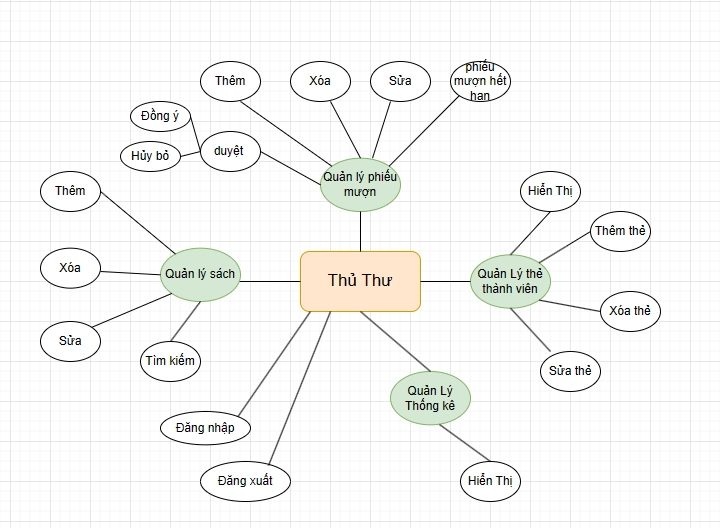 phiếu
mượn hết
hạn
Thêm
Xóa
Sửa
Đồng ý
Hủy bỏ
duyệt
Quản lý phiếu
mượn
Thêm
Hiển Thị
Thêm thẻ
Xóa
Quản lý sách
Thủ Thư
Quản Lý thẻ
thành viên
Xóa thẻ
Sửa
Tìm kiếm
Sửa thẻ
Quản Lý
Thống kê
Đăng nhập
Đăng xuất
Hiển Thị